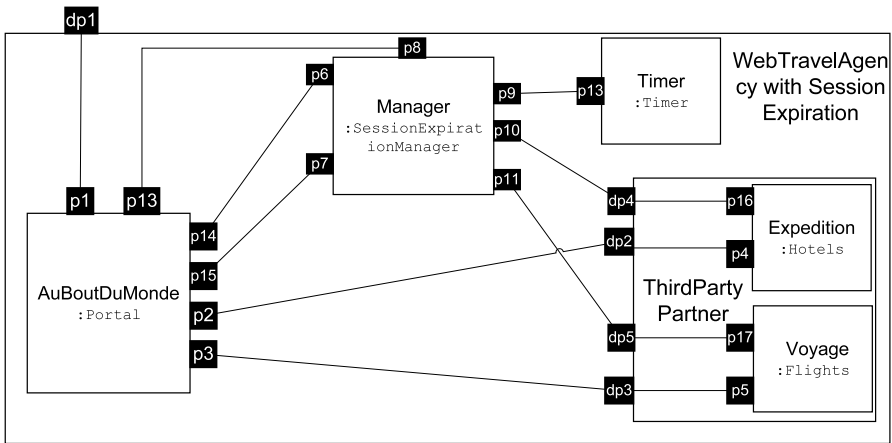 dp1
p8
p6
Manager
:SessionExpirat
ionManager
p9
p13
Timer
:Timer
WebTravelAgen
cy with Session
Expiration
p10
p7
p11
p1
p13
dp4
p16
Expedition
:Hotels
p14
dp2
p4
p15
AuBoutDuMonde
:Portal
ThirdParty
Partner
p2
dp5
p17
Voyage
:Flights
p3
dp3
p5